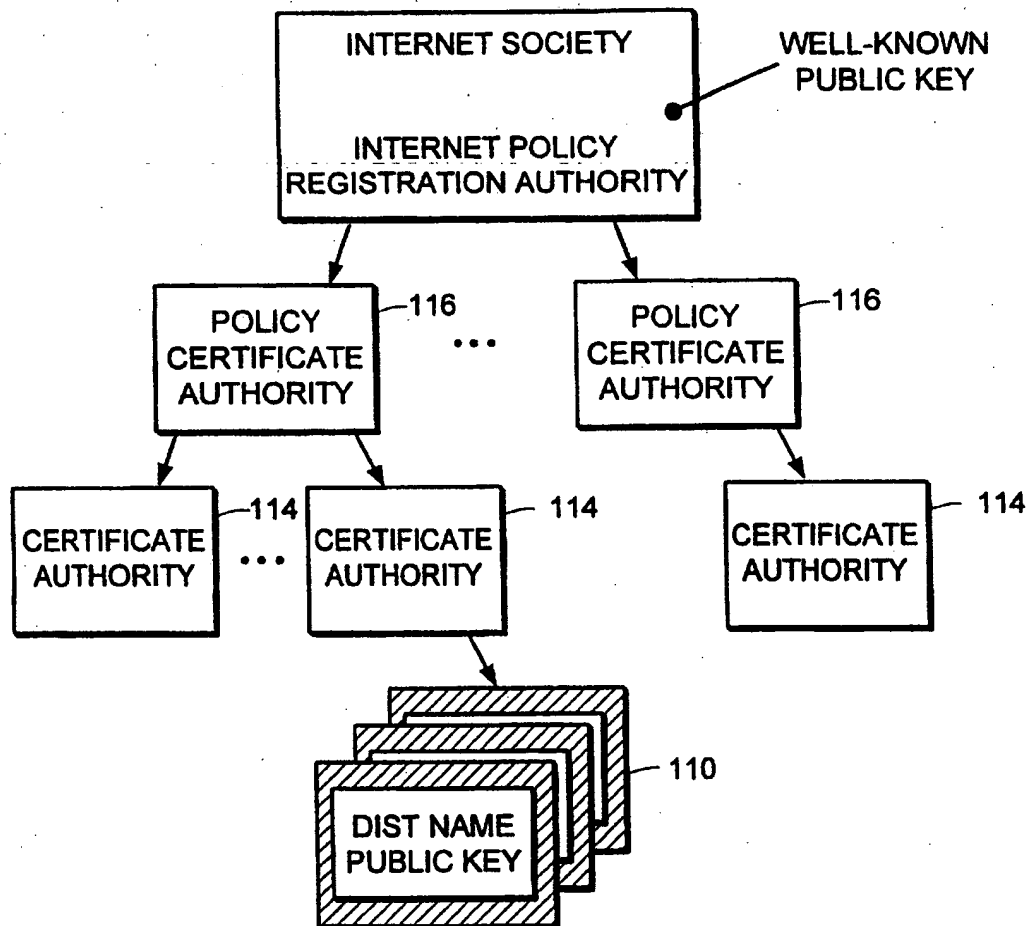 INTERNET SOCIETY
WELL-KNOWN
PUBLIC KEY
INTERNET POLICY
REGISTRATION AUTHORITY
POLICY
CERTIFICATE
AUTHORITY
116
...
POLICY
CERTIFICATE
AUTHORITY
116
CERTIFICATE
AUTHORITY
114
...
CERTIFICATE
AUTHORITY
114
CERTIFICATE
AUTHORITY
114
110
DIST NAME
PUBLIC KEY